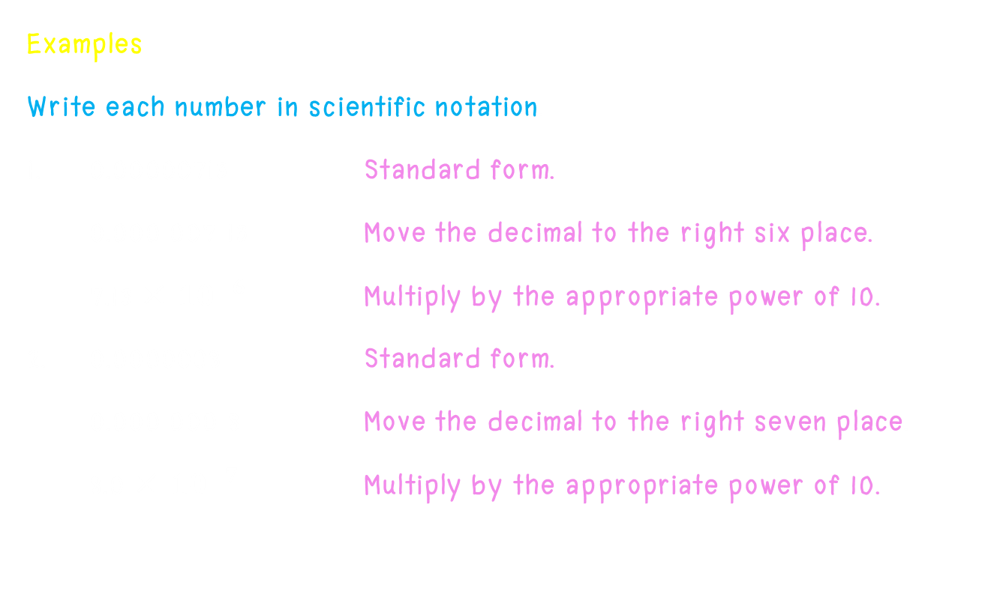 Examples
Write each number in scientific notation
Standard form.
Move the decimal to the right six place.
Multiply by the appropriate power of 10.
Standard form.
Move the decimal to the right seven place
Multiply by the appropriate power of 10.